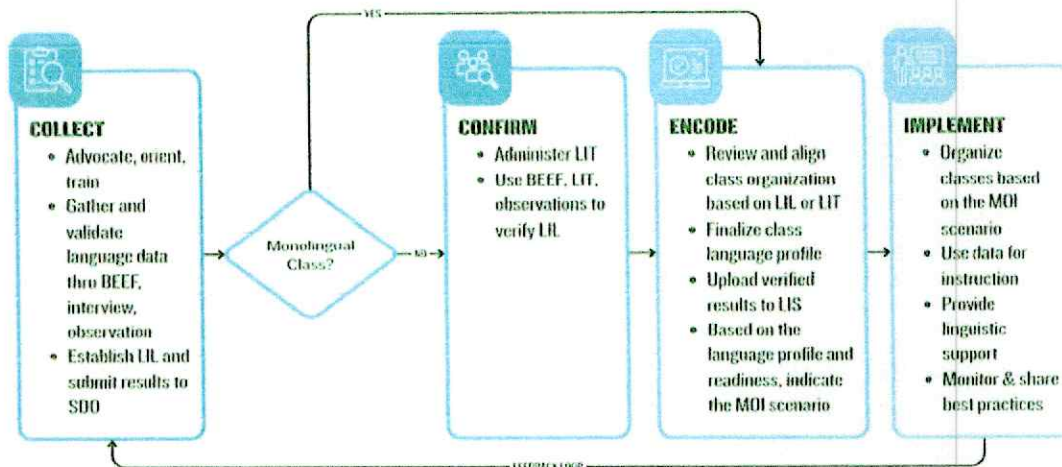 YES
COLLECT
• Advocate, orient,
train
• Gather and
validate
language data
thru BEEF,
interview,
observation
• Establish LIL and
submit results to
SDO
Monolingual
Class?
NO
CONFIRM
• Administer LIT
• Use BEEF, LIT,
observations to
verify LIL
ENCODE
• Review and align
class organization
based on LIL or LIT
• Finalize class
language profile
• Upload verified
results to LIS
• Based on the
language profile and
readiness, indicate
the MOI scenario
IMPLEMENT
• Organize
classes based
on the MOI
scenario
• Use data for
instruction
• Provide
linguistic
support
• Monitor & share
best practices
FEEDBACK LOOP